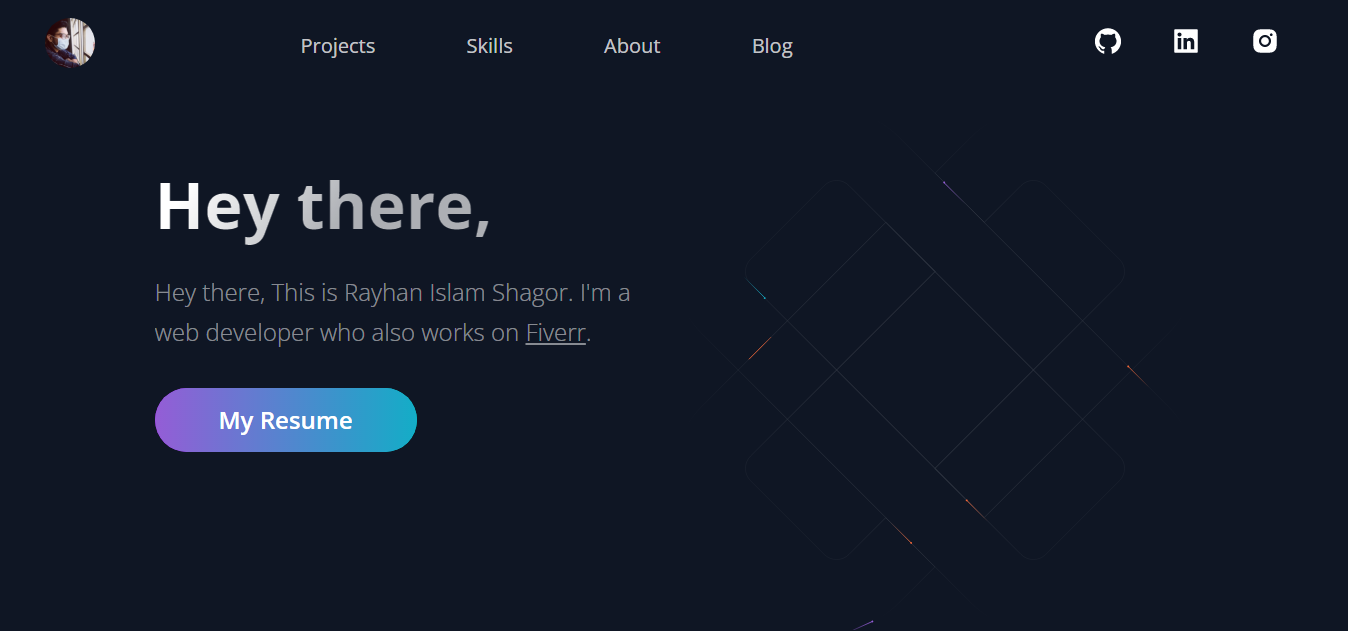 Projects Skills About Blog
Hey there,
Hey there, This is Rayhan Islam Shagor. I'm a
web developer who also works on Fiverr.
My Resume